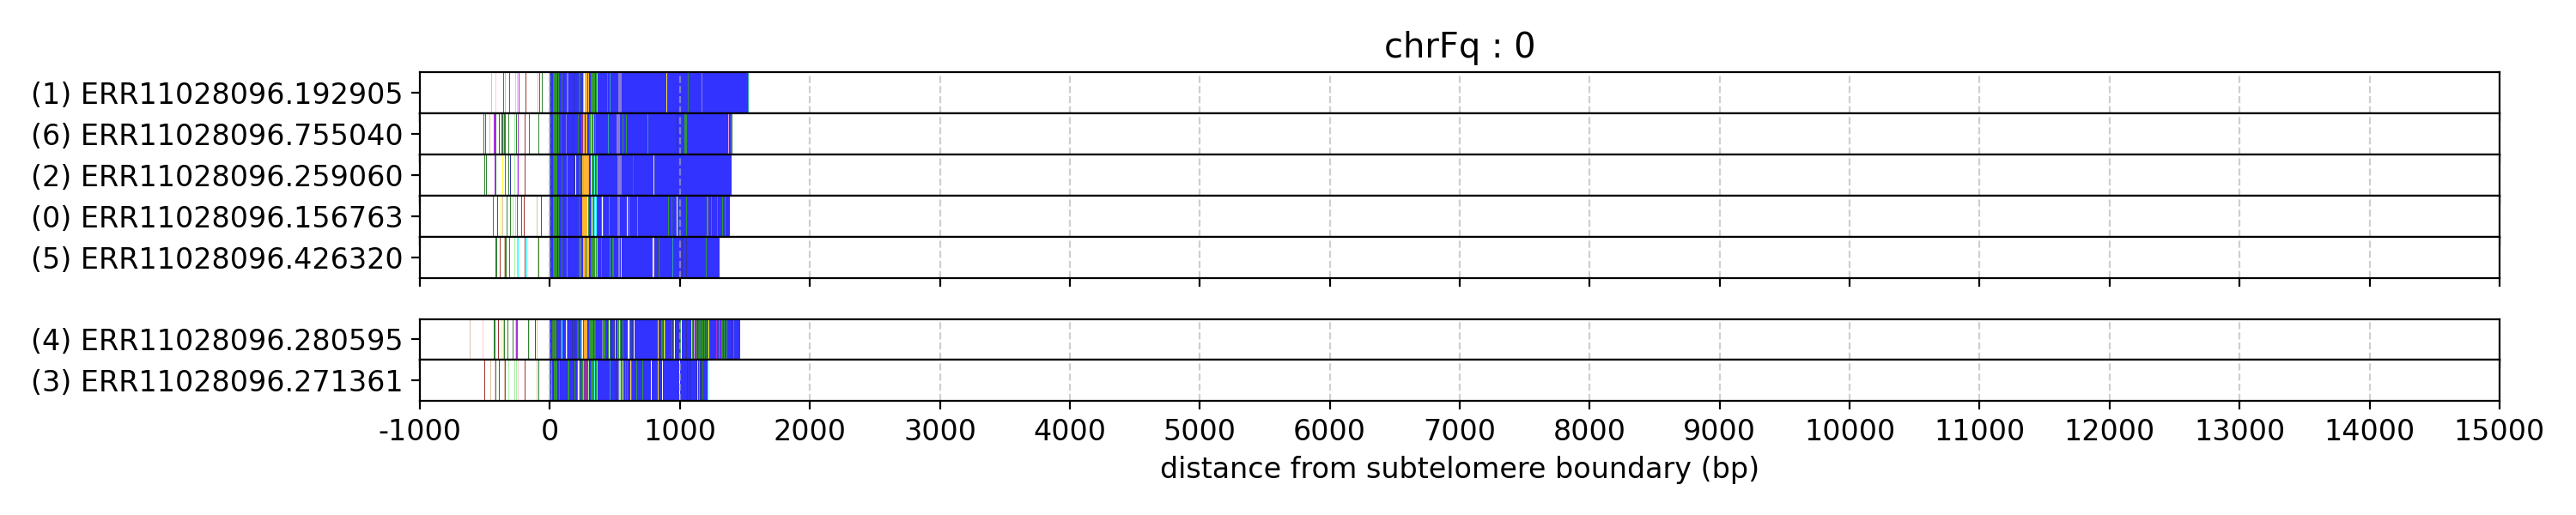 chrFq : 0
(1) ERR11028096.192905
(6) ERR11028096.755040
(2) ERR11028096.259060
(0) ERR11028096.156763
(5) ERR11028096.426320
(4) ERR11028096.280595
(3) ERR11028096.271361
-1000 0 1000 2000 3000 4000 5000 6000 7000 8000 9000 10000 11000 12000 13000 14000 15000
distance from subtelomere boundary (bp)